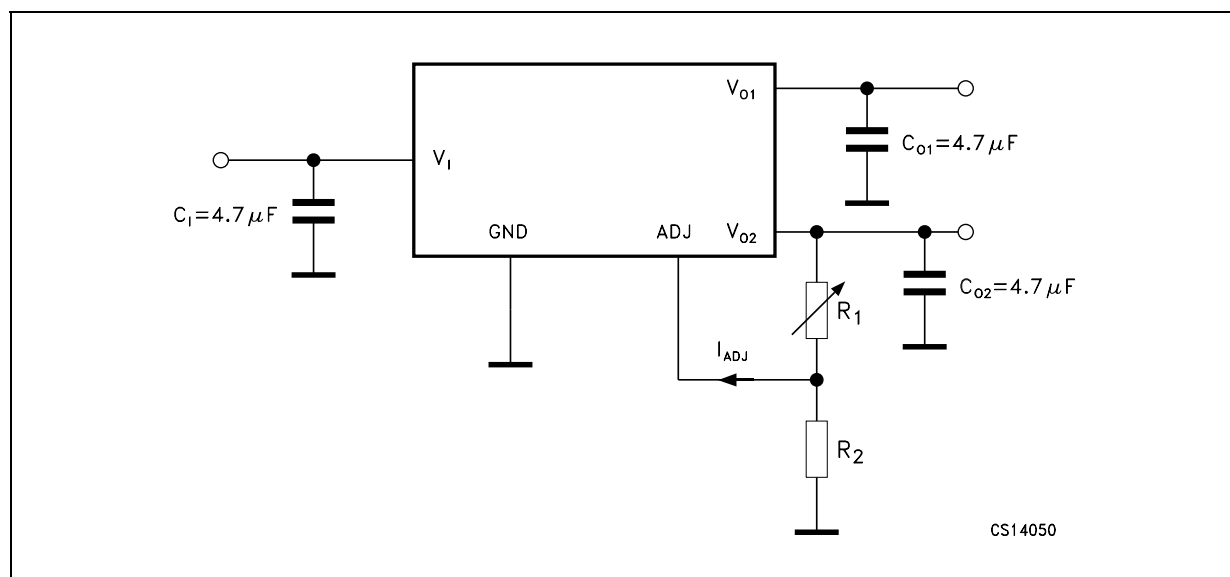 V_O1
C_O1=4.7μF
V_I
C_I=4.7μF
GND
ADJ
V_O2
C_O2=4.7μF
R_1
I_ADJ
R_2
CS14050